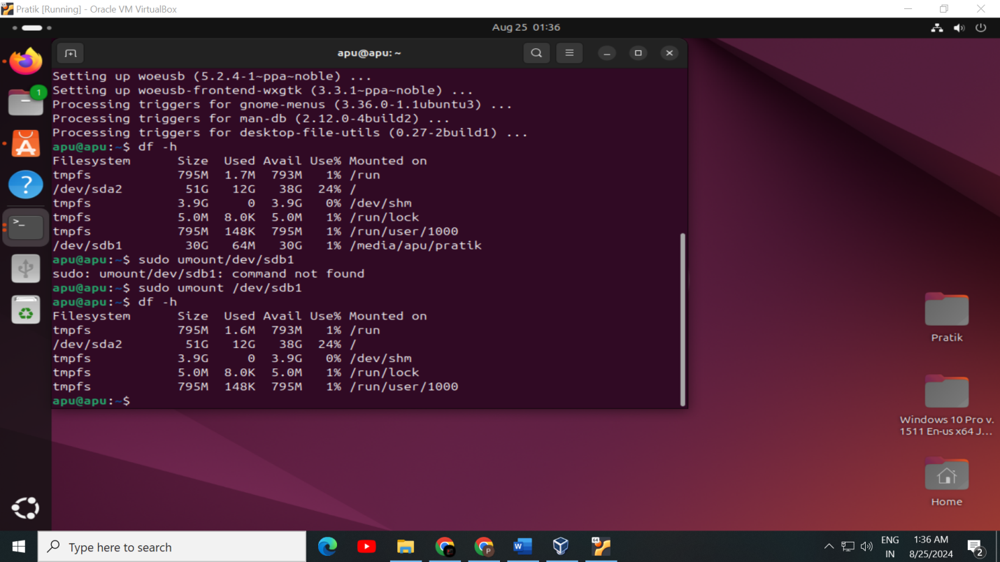 Pratik [Running] - Oracle VM VirtualBox
Aug 25 01:36
apu@apu: ~
1
Setting up woeusb (5.2.4-1~ppa~noble) ...
Setting up woeusb-frontend-wxgtk (3.3.1~ppa~noble) ...
Processing triggers for gnome-menus (3.36.0-1.1ubuntu3) ...
Processing triggers for man-db (2.12.0-4build2) ...
Processing triggers for desktop-file-utils (0.27-2build1) ...
apu@apu:~$ df -h
Filesystem      Size  Used Avail Use% Mounted on
tmpfs           795M  1.7M  793M   1% /run
/dev/sda2        51G   12G   38G  24% /
tmpfs           3.9G     0  3.9G   0% /dev/shm
tmpfs           5.0M  8.0K  5.0M   1% /run/lock
tmpfs           795M  148K  795M   1% /run/user/1000
/dev/sdb1        30G   64M   30G   1% /media/apu/pratik
apu@apu:~$ sudo umount/dev/sdb1
sudo: umount/dev/sdb1: command not found
apu@apu:~$ sudo umount /dev/sdb1
apu@apu:~$ df -h
Filesystem      Size  Used Avail Use% Mounted on
tmpfs           795M  1.6M  793M   1% /run
/dev/sda2        51G   12G   38G  24% /
tmpfs           3.9G     0  3.9G   0% /dev/shm
tmpfs           5.0M  8.0K  5.0M   1% /run/lock
tmpfs           795M  148K  795M   1% /run/user/1000
apu@apu:~$
Pratik
Windows 10 Pro v.
1511 En-us x64 J...
Home
Type here to search
ENG
IN
1:36 AM
8/25/2024
2